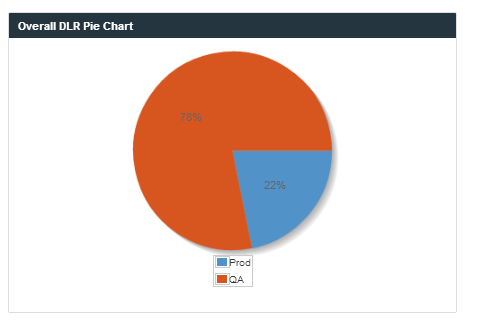 Overall DLR Pie Chart
78%
22%
Prod
QA